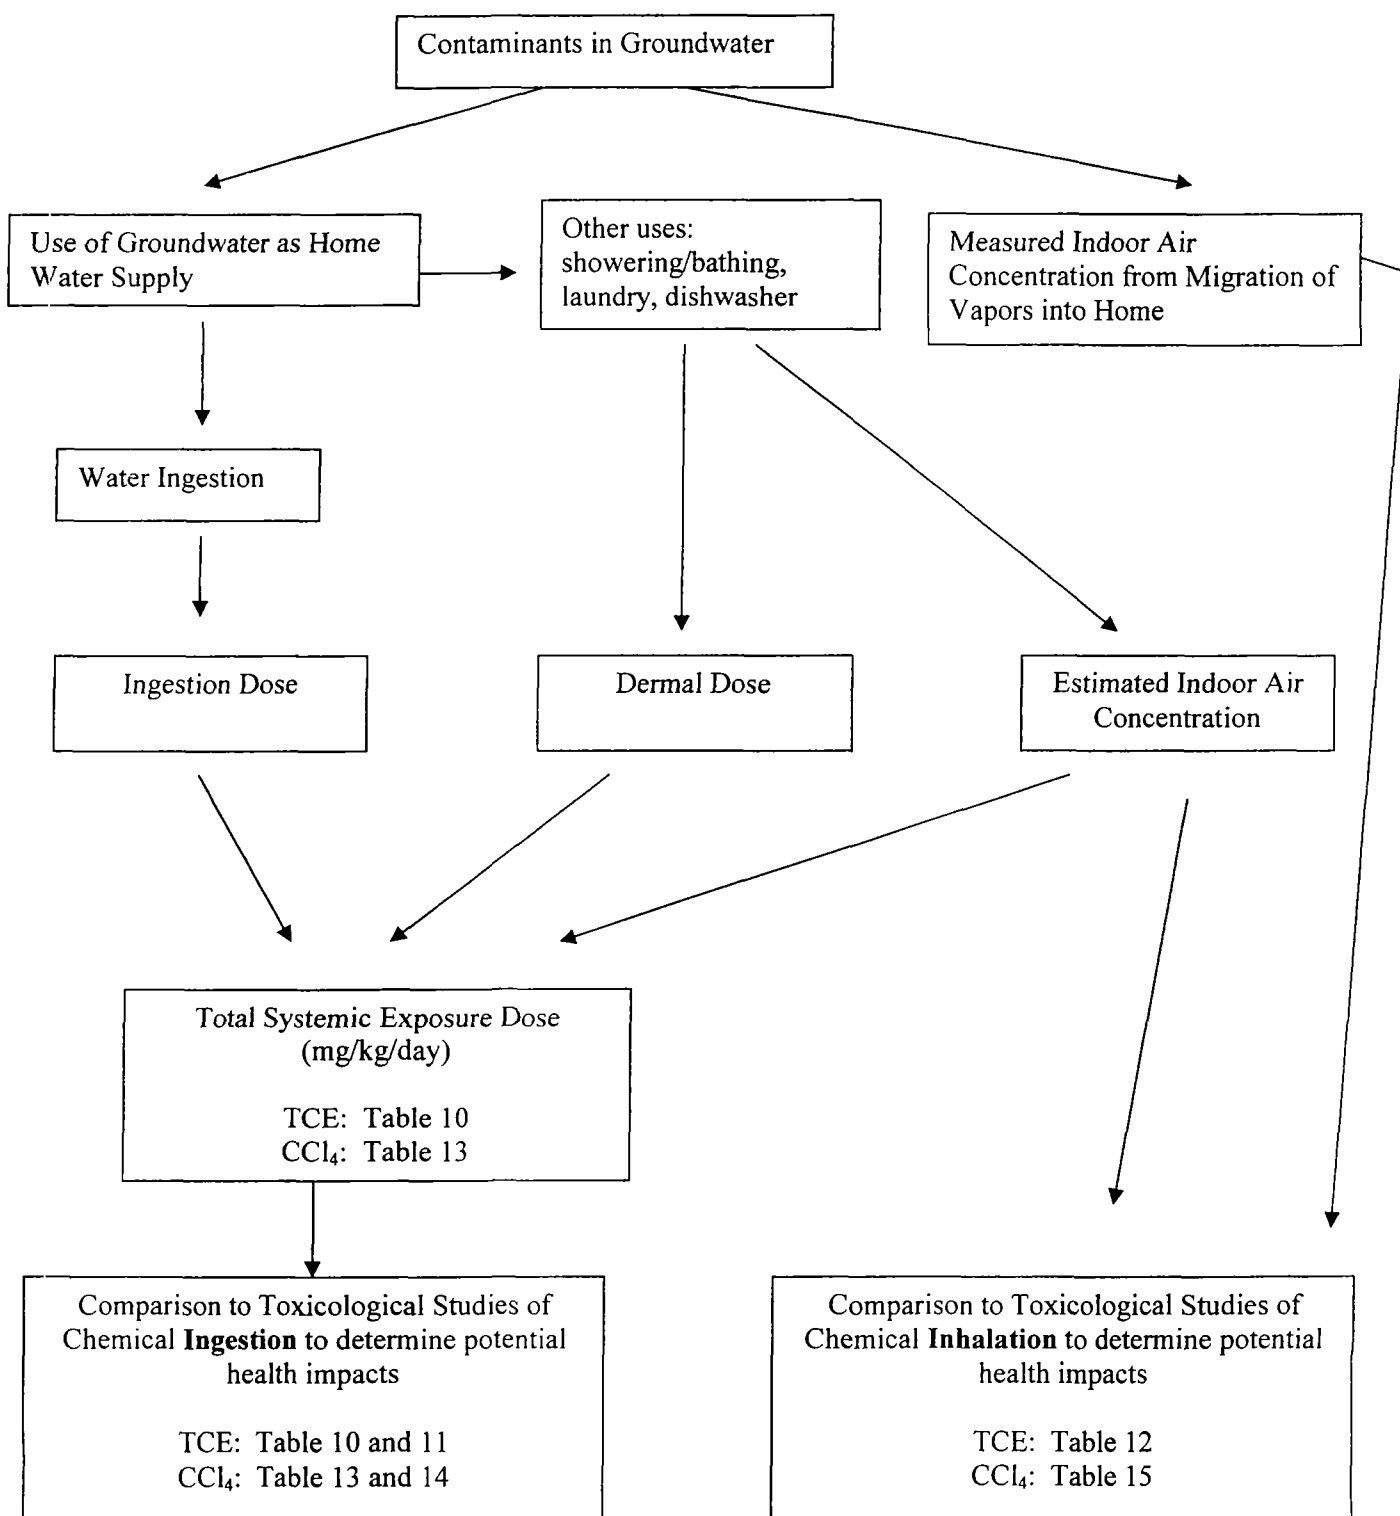 Contaminants in Groundwater
Use of Groundwater as Home
Water Supply
Other uses:
showering/bathing,
laundry, dishwasher
Measured Indoor Air
Concentration from Migration of
Vapors into Home
Water Ingestion
Ingestion Dose
Dermal Dose
Estimated Indoor Air
Concentration
Total Systemic Exposure Dose
(mg/kg/day)
TCE: Table 10
CCl₄: Table 13
Comparison to Toxicological Studies of
Chemical Ingestion to determine potential
health impacts
TCE: Table 10 and 11
CCl₄: Table 13 and 14
Comparison to Toxicological Studies of
Chemical Inhalation to determine potential
health impacts
TCE: Table 12
CCl₄: Table 15